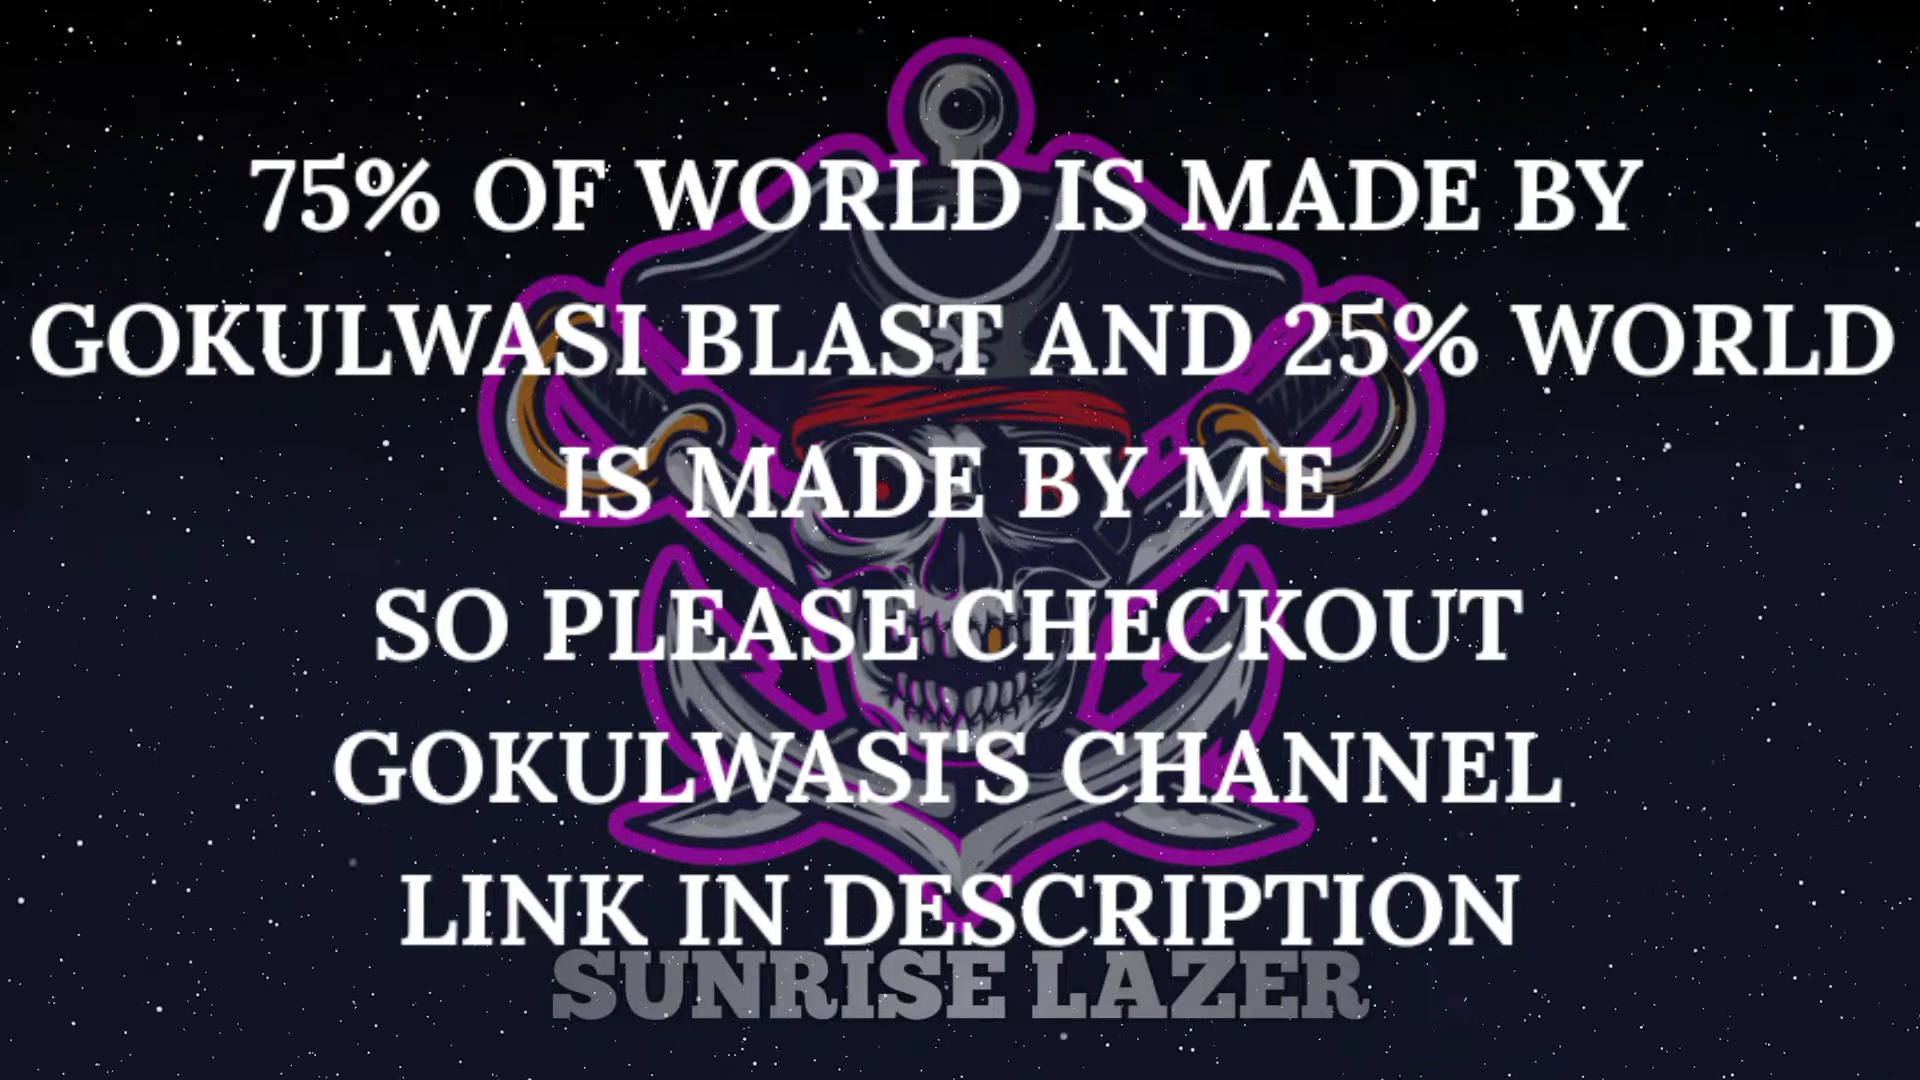 75% OF WORLD IS MADE BY
GOKULWASI BLAST AND 25% WORLD
IS MADE BY ME
SO PLEASE CHECKOUT
GOKULWASI'S CHANNEL
LINK IN DESCRIPTION
SUNRISE LAZER